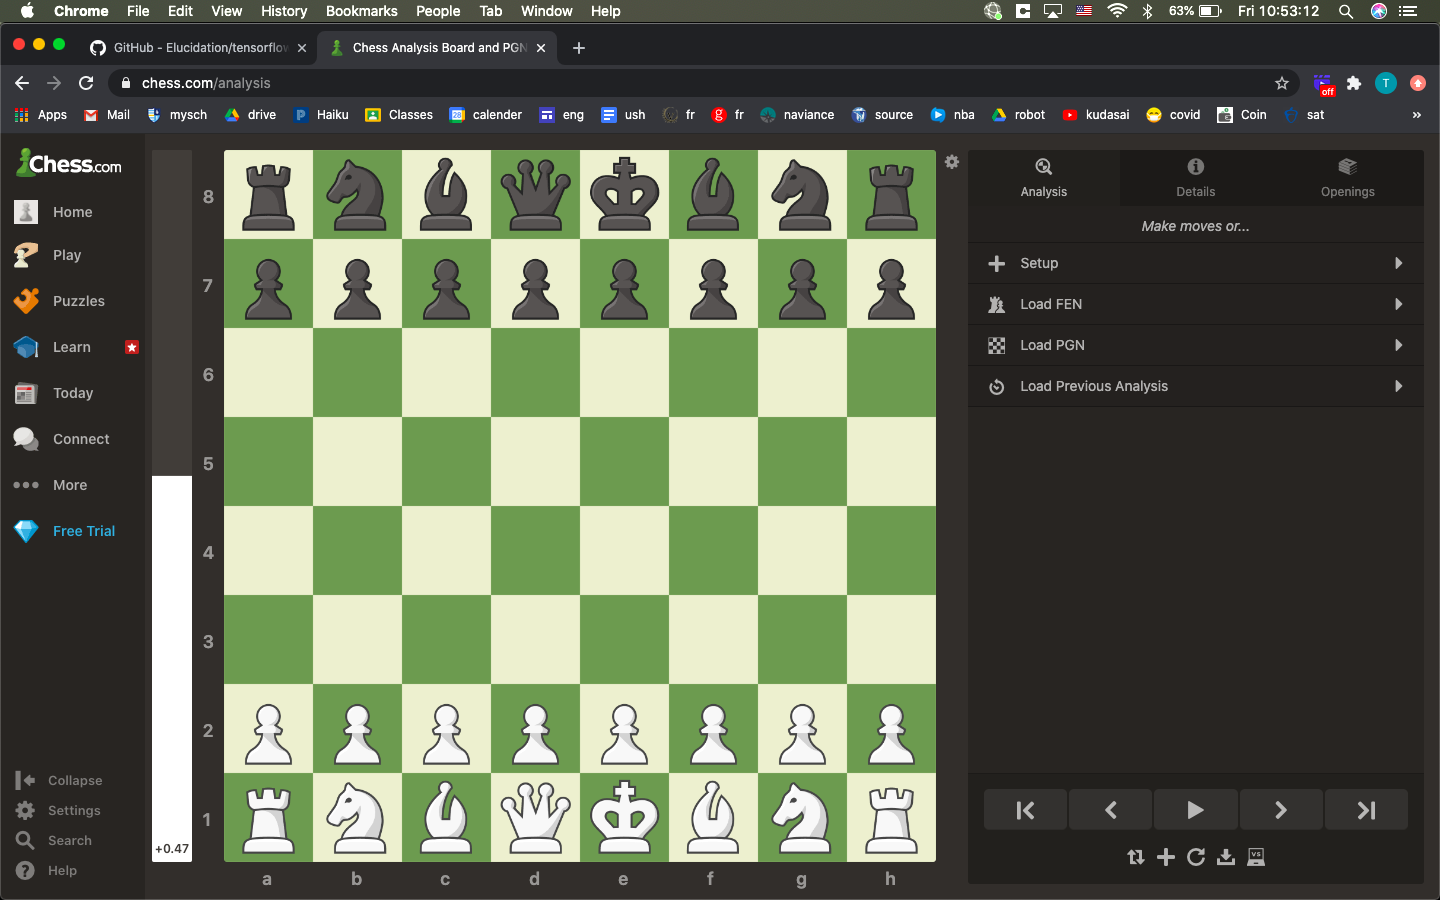 Chrome File Edit View History Bookmarks People Tab Window Help 63% Fri 10:53:12
GitHub - Elucidation/tensorflow Chess Analysis Board and PGN
chess.com/analysis T off
Apps Mail mysch drive Haiku Classes 28 calender eng ush fr g fr naviance source nba robot kudasai covid Coin sat »
Chess.com
Home
Play
Puzzles
Learn
Today
Connect
More
Free Trial
Collapse
Settings
Search
Help
+0.47
8
7
6
5
4
3
2
1
a b c d e f g h
Analysis Details Openings
Make moves or...
Setup
Load FEN
Load PGN
Load Previous Analysis
vs